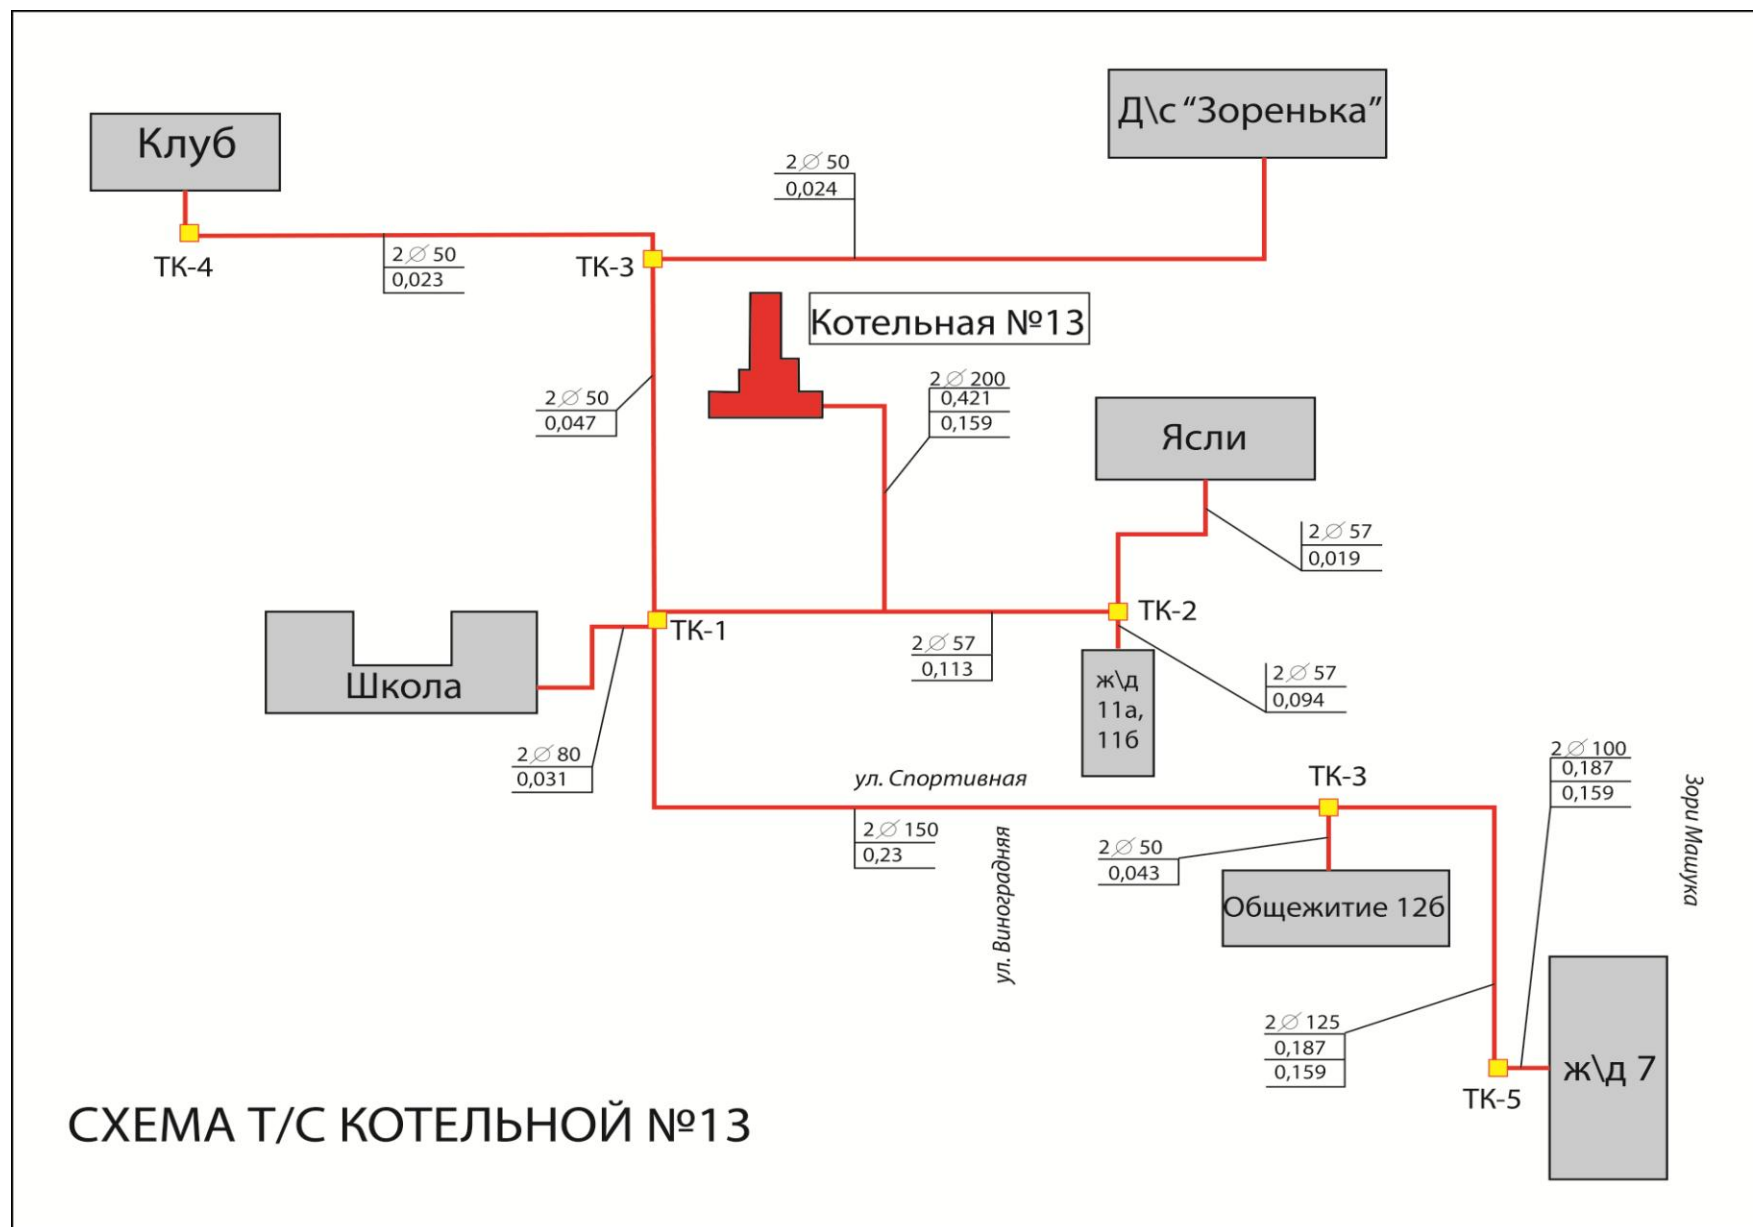 Клуб
Д\с “Зоренька”
2 ∅ 50
0,024
ТК-4
2 ∅ 50
0,023
ТК-3
Котельная №13
2 ∅ 50
0,047
2 ∅ 200
0,421
0,159
Ясли
2 ∅ 57
0,019
Школа
ТК-1
ТК-2
2 ∅ 57
0,113
ж\д
11а,
11б
2 ∅ 57
0,094
2 ∅ 80
0,031
ул. Спортивная
ТК-3
2 ∅ 100
0,187
0,159
Зори Машука
2 ∅ 150
0,23
ул. Виноградняя
2 ∅ 50
0,043
Общежитие 12б
2 ∅ 125
0,187
0,159
ТК-5
ж\д 7
СХЕМА Т/С КОТЕЛЬНОЙ №13